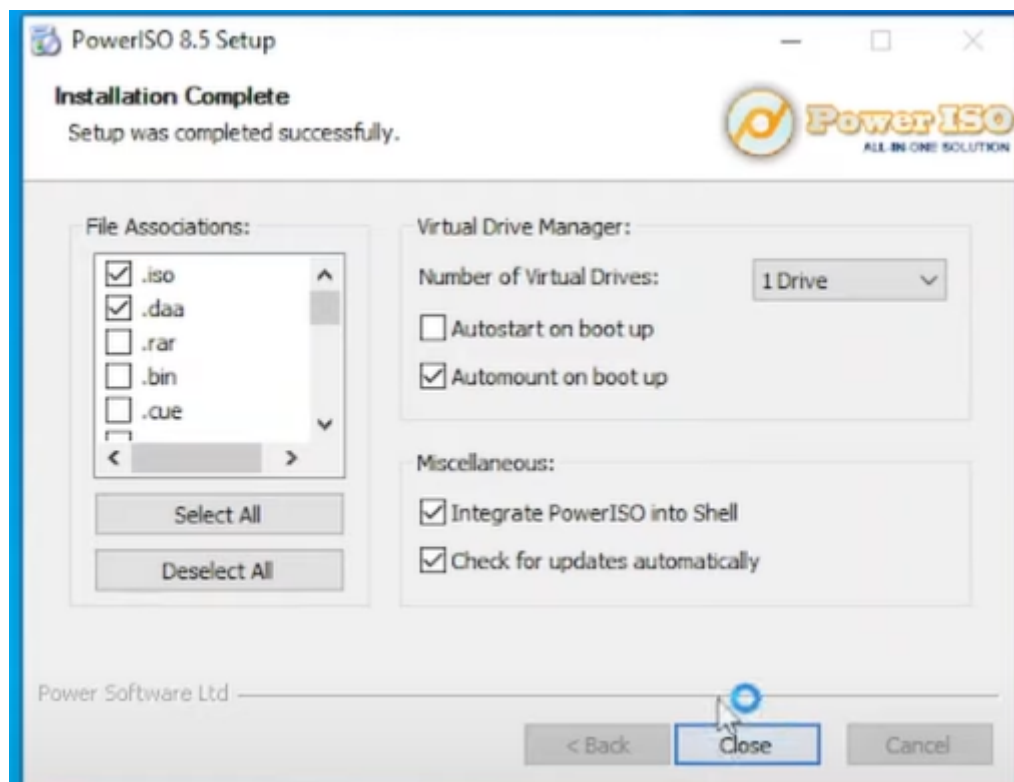 PowerISO 8.5 Setup
Installation Complete
Setup was completed successfully.
PowerISO
ALL-IN-ONE SOLUTION
File Associations:
.iso
.daa
.rar
.bin
.cue
Select All
Deselect All
Virtual Drive Manager:
Number of Virtual Drives: 1 Drive
Autostart on boot up
Automount on boot up
Miscellaneous:
Integrate PowerISO into Shell
Check for updates automatically
Power Software Ltd
< Back Close Cancel